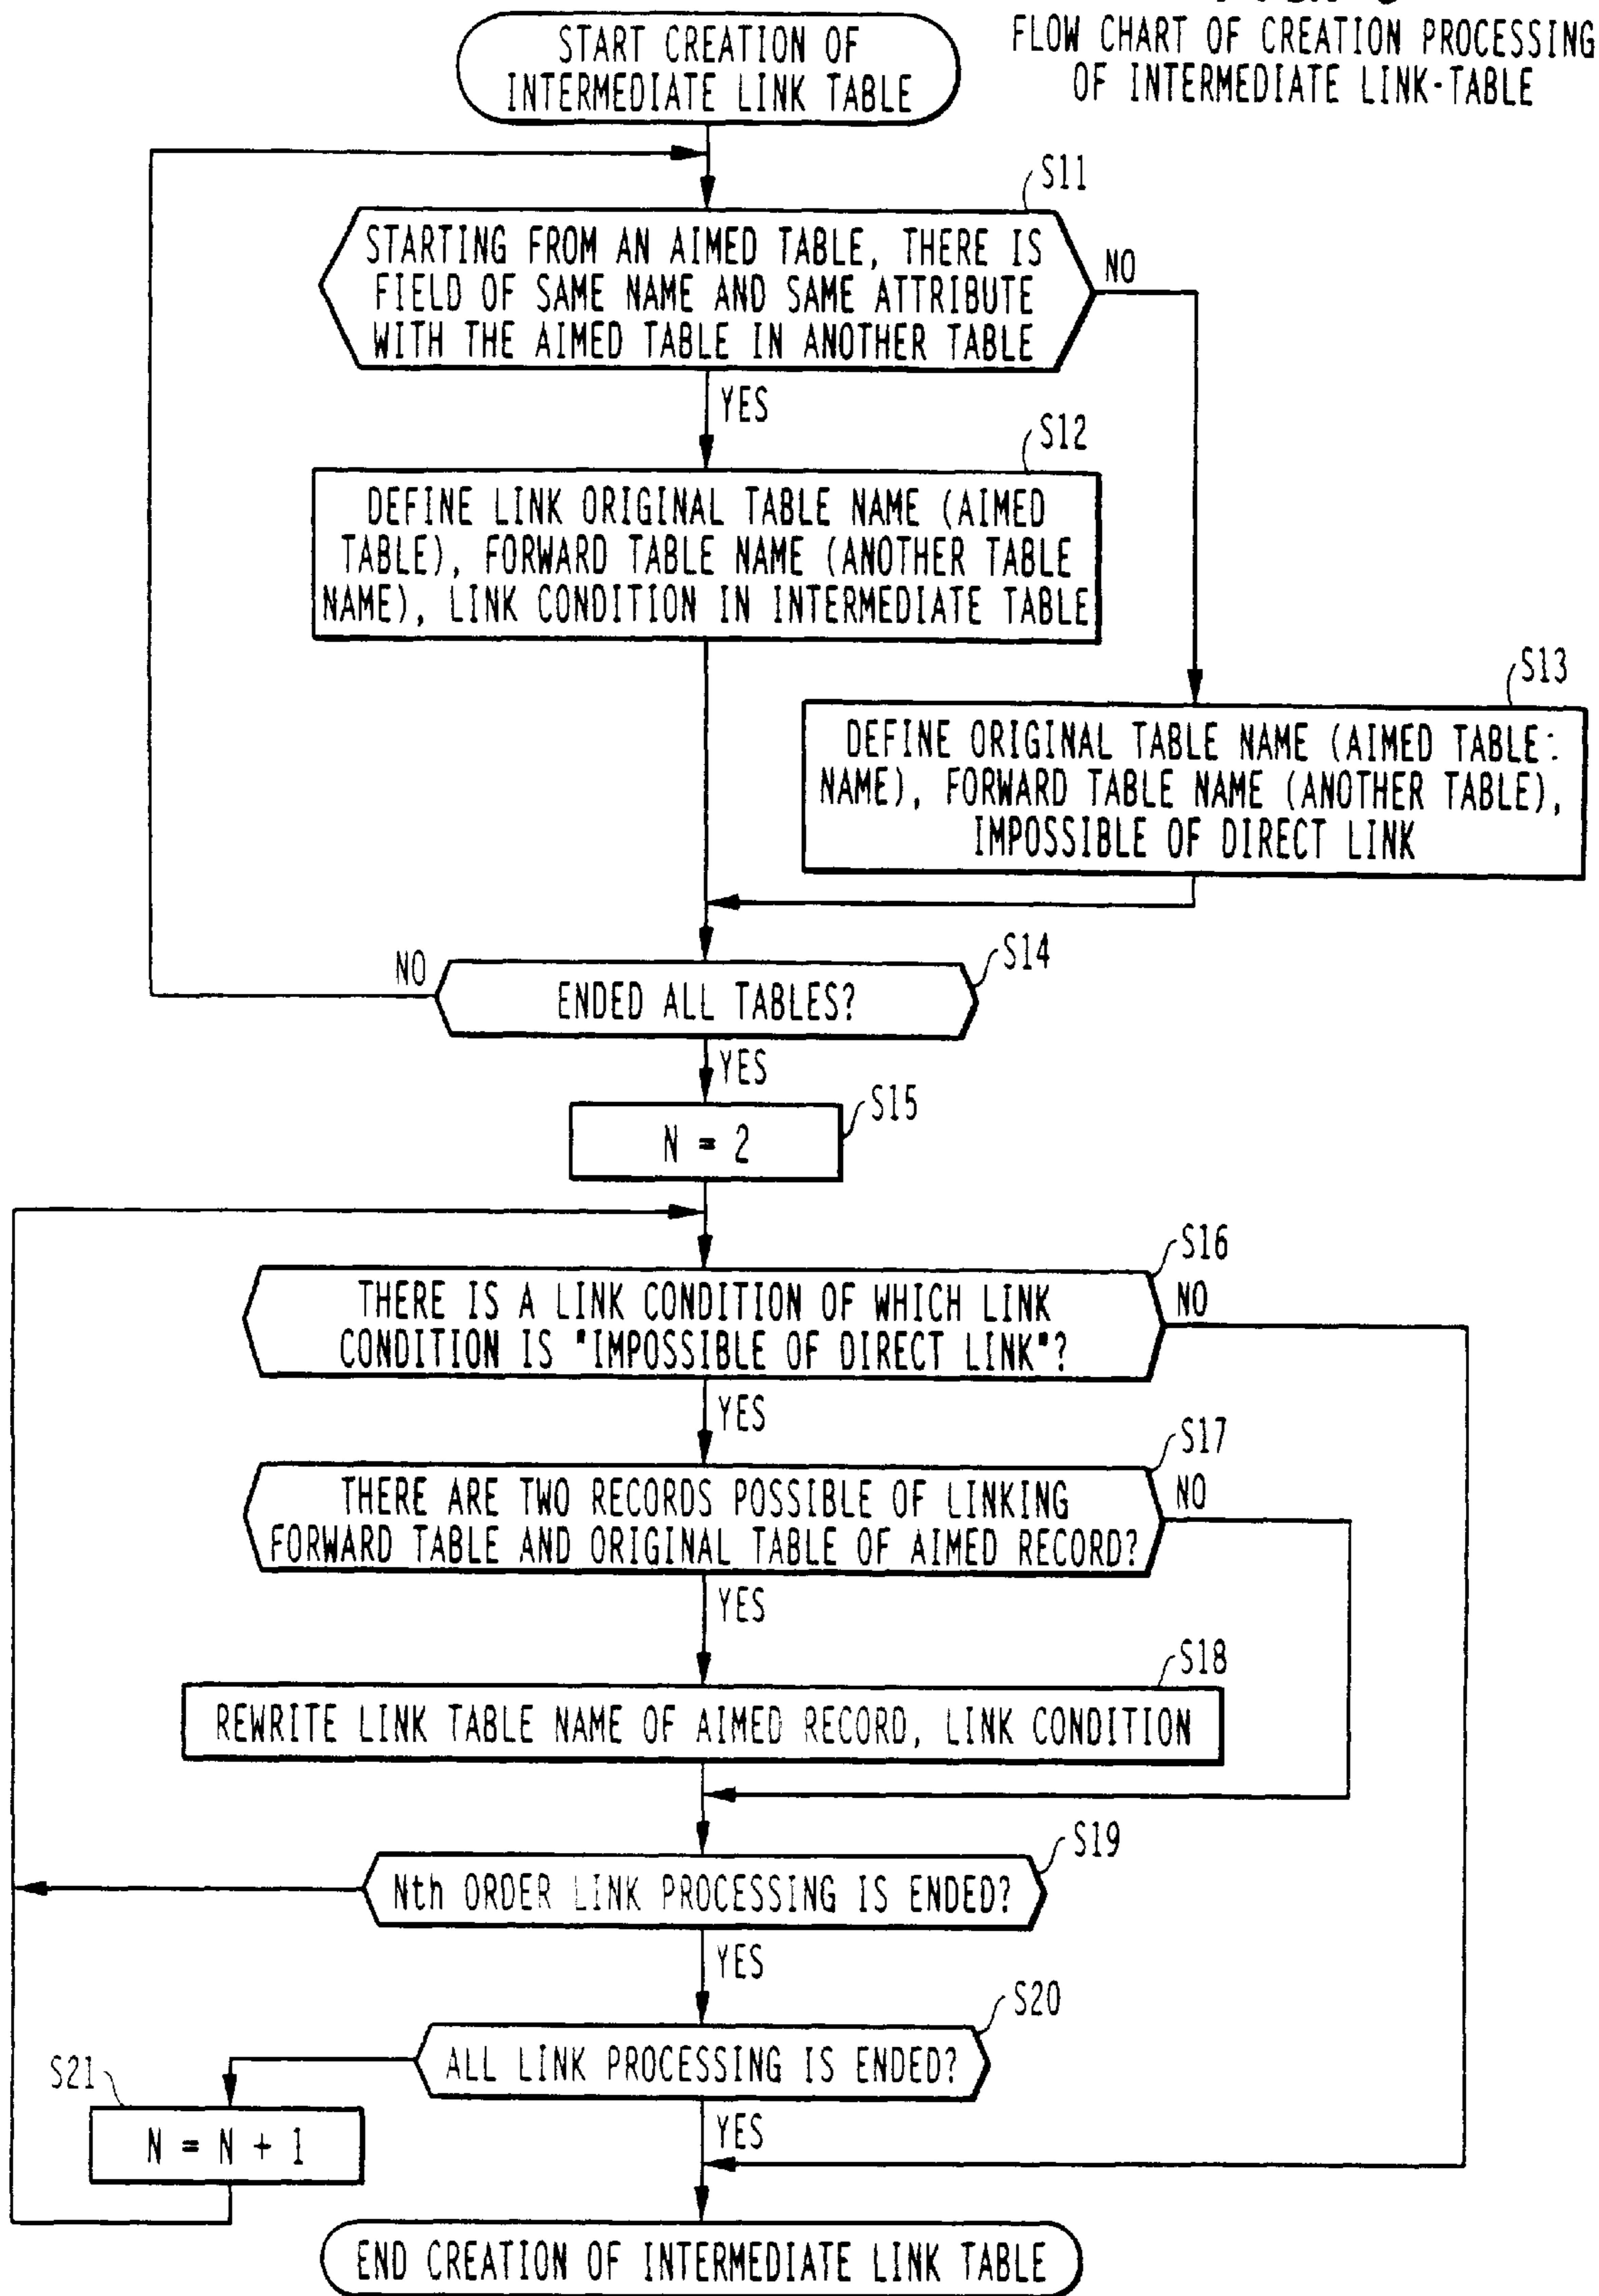 FLOW CHART OF CREATION PROCESSING
OF INTERMEDIATE LINK-TABLE
START CREATION OF
INTERMEDIATE LINK TABLE
S11
STARTING FROM AN AIMED TABLE, THERE IS
FIELD OF SAME NAME AND SAME ATTRIBUTE
WITH THE AIMED TABLE IN ANOTHER TABLE
NO
YES
S12
DEFINE LINK ORIGINAL TABLE NAME (AIMED
TABLE), FORWARD TABLE NAME (ANOTHER TABLE
NAME), LINK CONDITION IN INTERMEDIATE TABLE
S13
DEFINE ORIGINAL TABLE NAME (AIMED TABLE:
NAME), FORWARD TABLE NAME (ANOTHER TABLE),
IMPOSSIBLE OF DIRECT LINK
S14
NO
ENDED ALL TABLES?
YES
S15
N = 2
S16
THERE IS A LINK CONDITION OF WHICH LINK
CONDITION IS "IMPOSSIBLE OF DIRECT LINK"?
NO
YES
S17
THERE ARE TWO RECORDS POSSIBLE OF LINKING
FORWARD TABLE AND ORIGINAL TABLE OF AIMED RECORD?
NO
YES
S18
REWRITE LINK TABLE NAME OF AIMED RECORD, LINK CONDITION
S19
Nth ORDER LINK PROCESSING IS ENDED?
YES
S20
ALL LINK PROCESSING IS ENDED?
S21
N = N + 1
YES
END CREATION OF INTERMEDIATE LINK TABLE